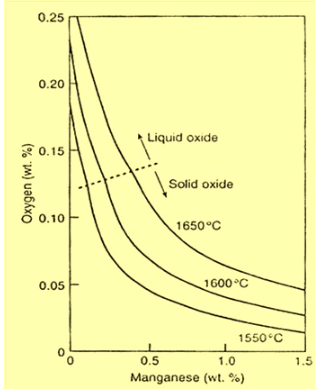 0.25
0.20
0.15
0.10
0.05
0
Oxygen (wt. %)
Liquid oxide
Solid oxide
1650°C
1600°C
1550°C
0
0.5
1.0
1.5
Manganese (wt. %)